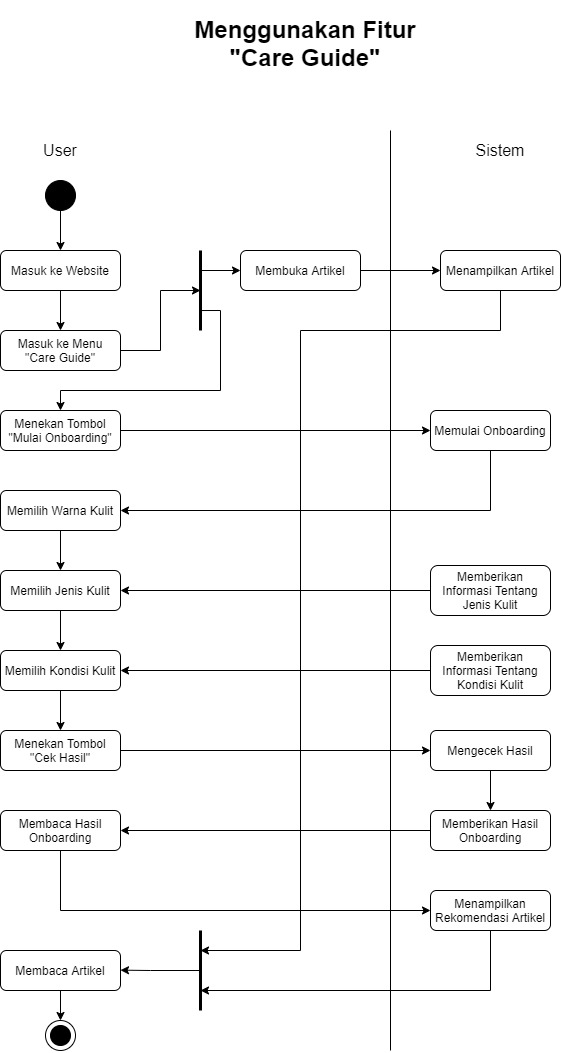 Menggunakan Fitur
"Care Guide"
User
Sistem
Masuk ke Website
Membuka Artikel
Menampilkan Artikel
Masuk ke Menu
"Care Guide"
Menekan Tombol
"Mulai Onboarding"
Memulai Onboarding
Memilih Warna Kulit
Memilih Jenis Kulit
Memberikan
Informasi Tentang
Jenis Kulit
Memilih Kondisi Kulit
Memberikan
Informasi Tentang
Kondisi Kulit
Menekan Tombol
"Cek Hasil"
Mengecek Hasil
Membaca Hasil
Onboarding
Memberikan Hasil
Onboarding
Menampilkan
Rekomendasi Artikel
Membaca Artikel